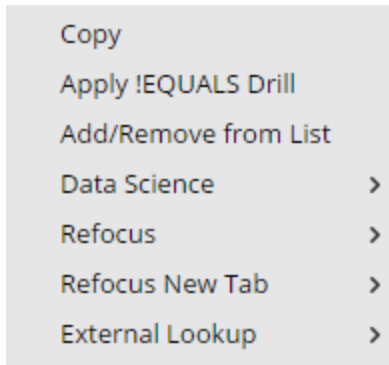 Copy
Apply !EQUALS Drill
Add/Remove from List
Data Science
Refocus
Refocus New Tab
External Lookup